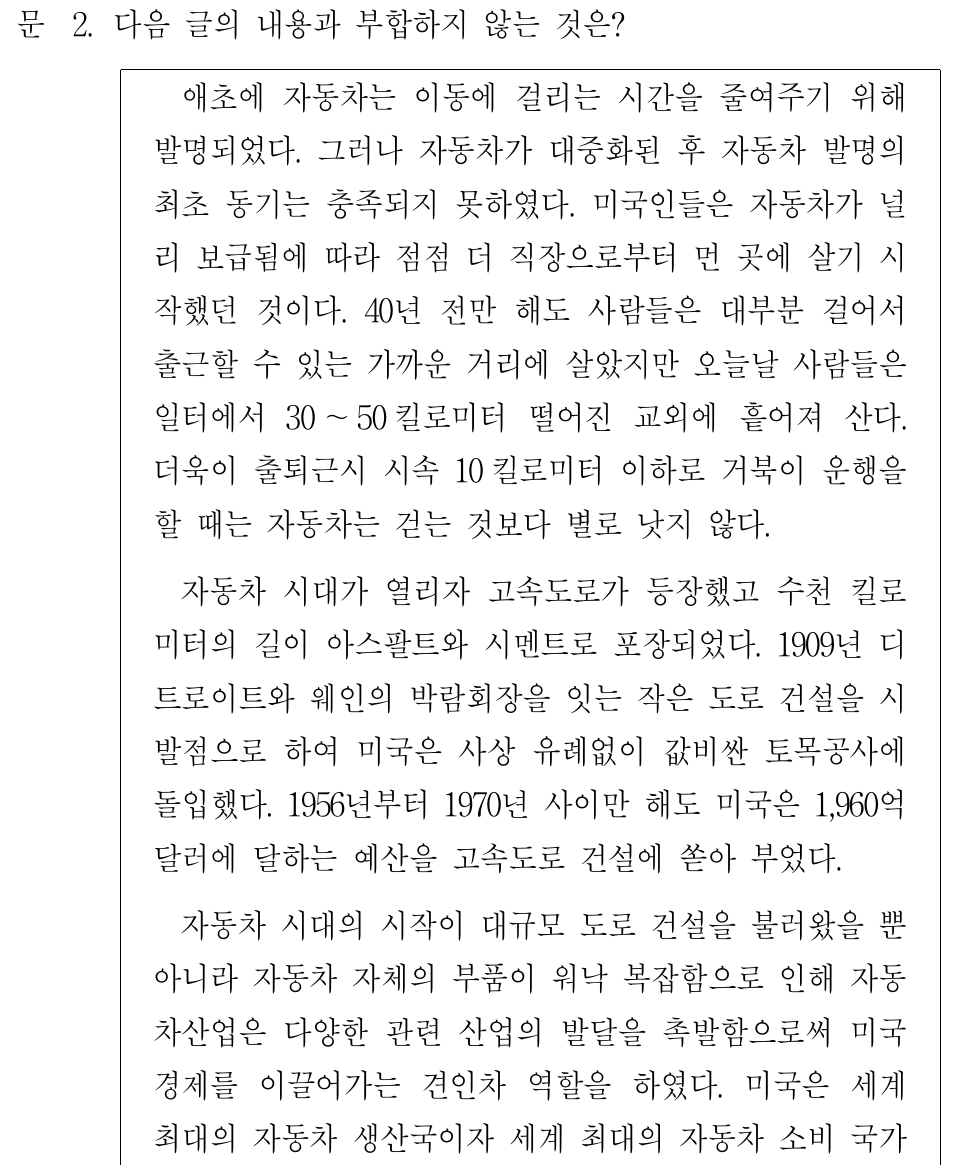 문 2. 다음 글의 내용과 부합하지 않는 것은?
애초에 자동차는 이동에 걸리는 시간을 줄여주기 위해
발명되었다. 그러나 자동차가 대중화된 후 자동차 발명의
최초 동기는 충족되지 못하였다. 미국인들은 자동차가 널
리 보급됨에 따라 점점 더 직장으로부터 먼 곳에 살기 시
작했던 것이다. 40년 전만 해도 사람들은 대부분 걸어서
출근할 수 있는 가까운 거리에 살았지만 오늘날 사람들은
일터에서 30 ~ 50킬로미터 떨어진 교외에 흩어져 산다.
더욱이 출퇴근시 시속 10킬로미터 이하로 거북이 운행을
할 때는 자동차는 걷는 것보다 별로 낫지 않다.
자동차 시대가 열리자 고속도로가 등장했고 수천 킬로
미터의 길이 아스팔트와 시멘트로 포장되었다. 1909년 디
트로이트와 웨인의 박람회장을 잇는 작은 도로 건설을 시
발점으로 하여 미국은 사상 유례없이 값비싼 토목공사에
돌입했다. 1956년부터 1970년 사이만 해도 미국은 1,960억
달러에 달하는 예산을 고속도로 건설에 쏟아 부었다.
자동차 시대의 시작이 대규모 도로 건설을 불러왔을 뿐
아니라 자동차 자체의 부품이 워낙 복잡함으로 인해 자동
차산업은 다양한 관련 산업의 발달을 촉발함으로써 미국
경제를 이끌어가는 견인차 역할을 하였다. 미국은 세계
최대의 자동차 생산국이자 세계 최대의 자동차 소비 국가